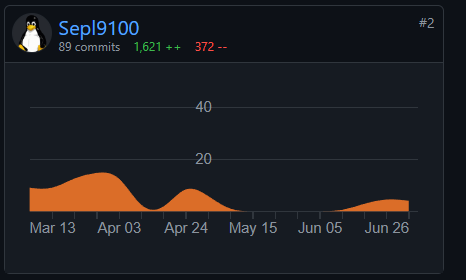 Sepl9100
#2
89 commits 1,621 ++ 372 --
40
20
Mar 13 Apr 03 Apr 24 May 15 Jun 05 Jun 26